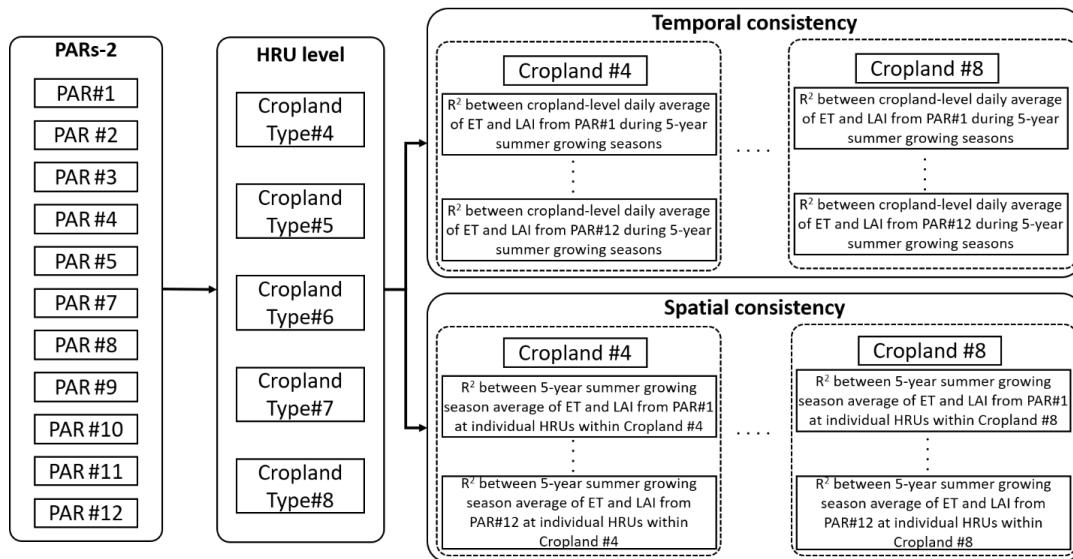 PARs-2
PAR#1
PAR #2
PAR #3
PAR #4
PAR #5
PAR #7
PAR #8
PAR #9
PAR #10
PAR #11
PAR #12
HRU level
Cropland
Type#4
Cropland
Type#5
Cropland
Type#6
Cropland
Type#7
Cropland
Type#8
Temporal consistency
Cropland #4
R² between cropland-level daily average
of ET and LAI from PAR#1 during 5-year
summer growing seasons
R² between cropland-level daily average
of ET and LAI from PAR#12 during 5-year
summer growing seasons
. . . .
Cropland #8
R² between cropland-level daily average
of ET and LAI from PAR#1 during 5-year
summer growing seasons
R² between cropland-level daily average
of ET and LAI from PAR#12 during 5-year
summer growing seasons
Spatial consistency
Cropland #4
R² between 5-year summer growing
season average of ET and LAI from PAR#1
at individual HRUs within Cropland #4
R² between 5-year summer growing
season average of ET and LAI from
PAR#12 at individual HRUs within
Cropland #4
. . . .
Cropland #8
R² between 5-year summer growing
season average of ET and LAI from PAR#1
at individual HRUs within Cropland #8
R² between 5-year summer growing
season average of ET and LAI from
PAR#12 at individual HRUs within
Cropland #8